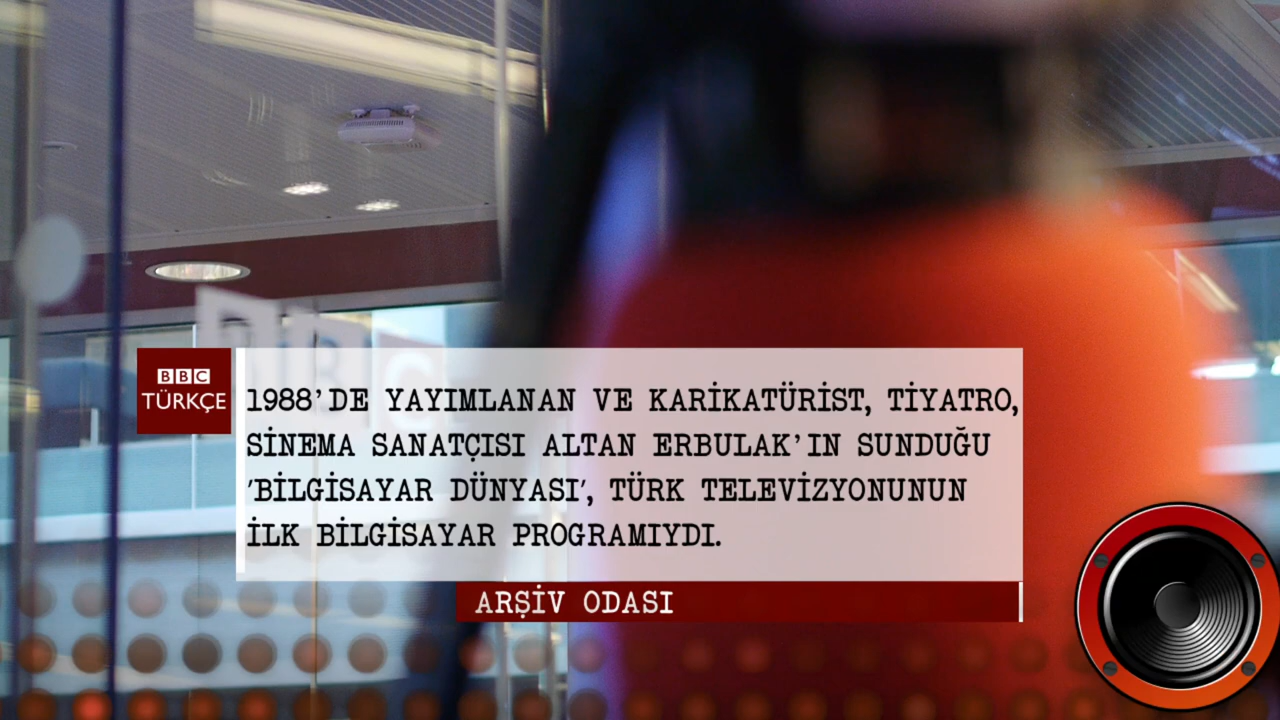 BBC
TÜRKÇE
1988'DE YAYIMLANAN VE KARİKATÜRİST, TİYATRO,
SİNEMA SANATÇISI ALTAN ERBULAK'IN SUNDUĞU
'BİLGİSAYAR DÜNYASI', TÜRK TELEVİZYONUNUN
İLK BİLGİSAYAR PROGRAMIYDI.
ARŞİV ODASI
BBC